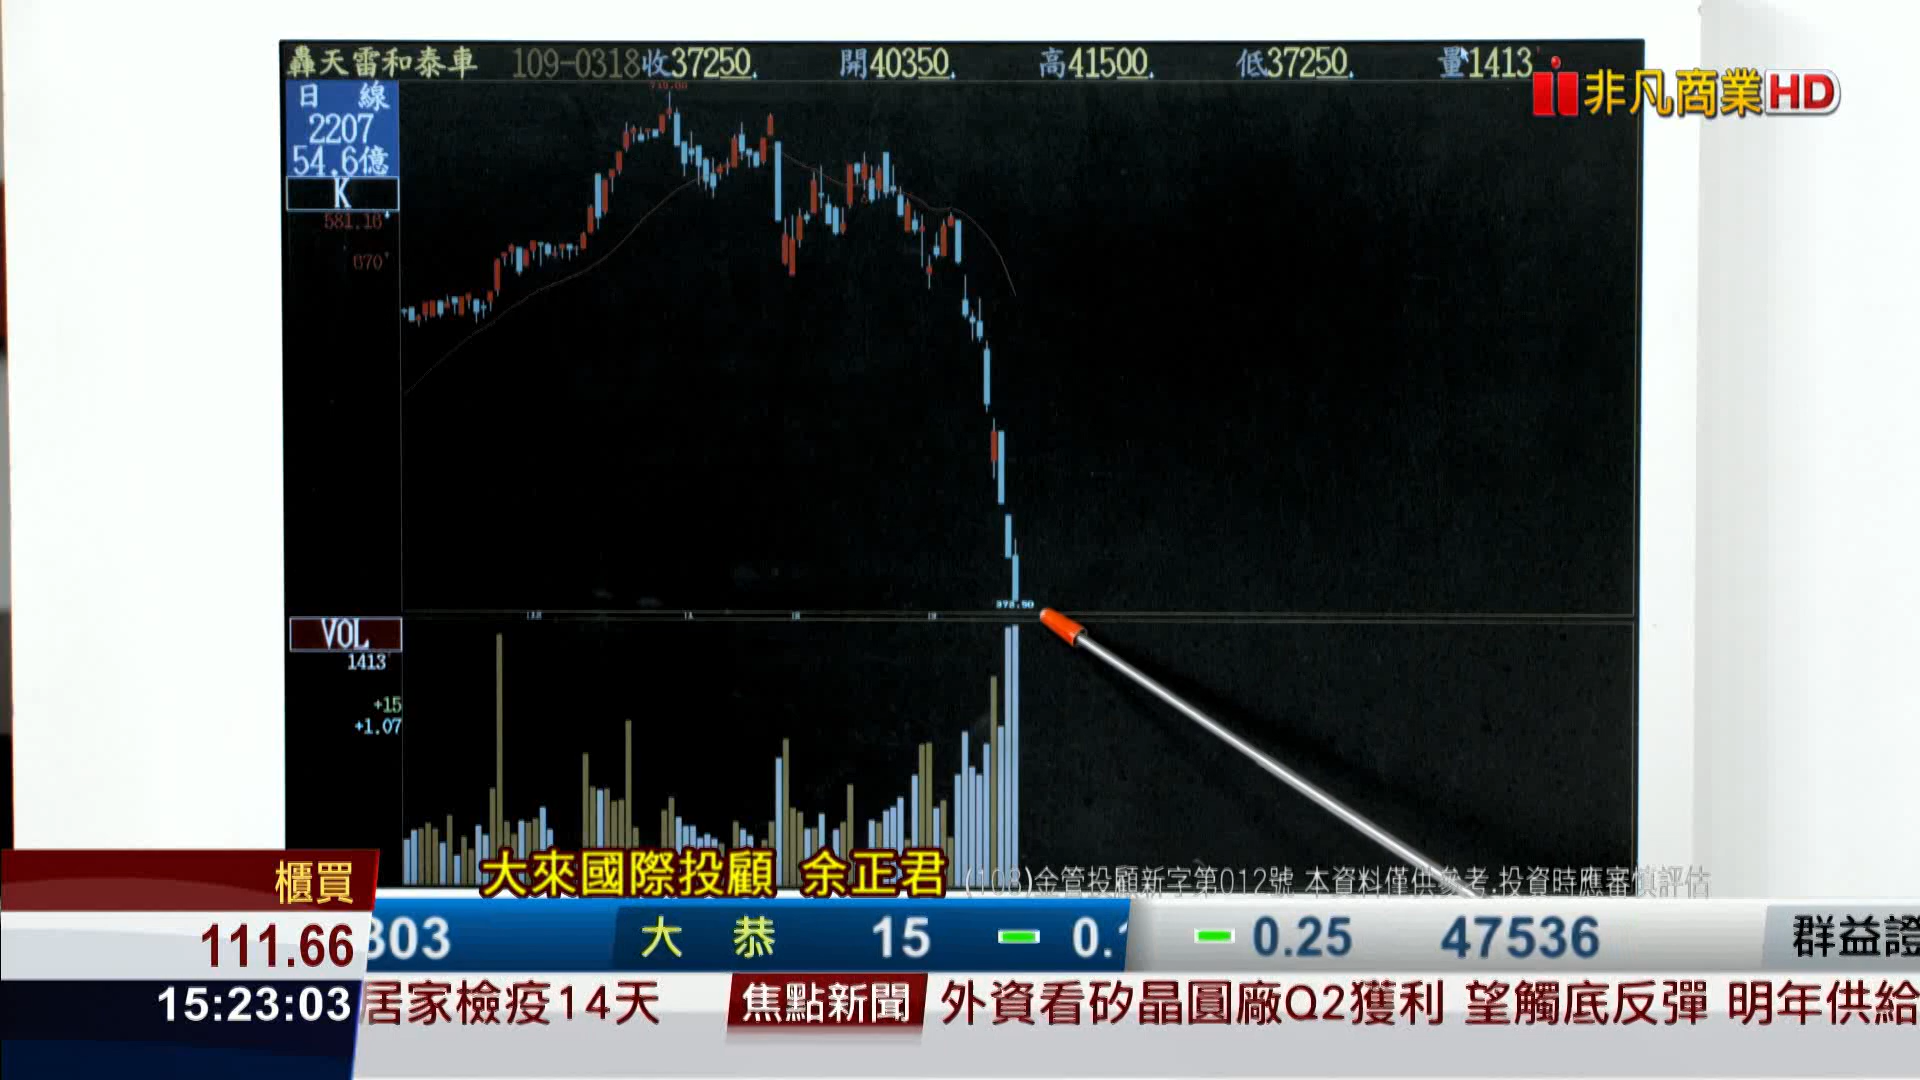 轟天雷和泰車 109-0318收37250. 開40350. 高41500. 低37250. 量1413
非凡商業HD
日 線
2207
54.6億
K
581.16
670
372.50
VOL
1413
+15
+1.07
大來國際投顧 余正君
(108)金管投顧新字第012號 本資料僅供參考,投資時應審慎評估
櫃買
111.66
303 大 恭 15 0.1 0.25 47536 群益證
15:23:03
居家檢疫14天 焦點新聞 外資看矽晶圓廠Q2獲利 望觸底反彈 明年供給